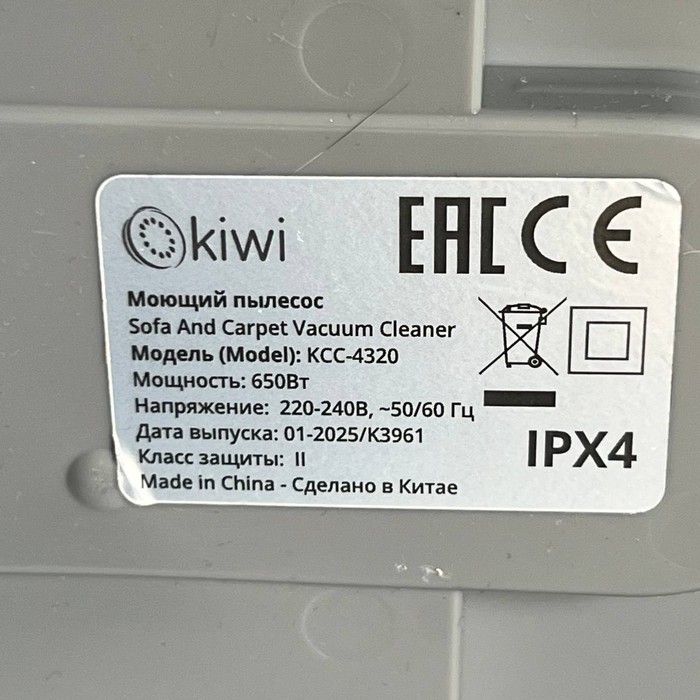 kiwi
EAC CE
Моющий пылесос
Sofa And Carpet Vacuum Cleaner
Модель (Model): KCC-4320
Мощность: 650Вт
Напряжение: 220-240В, ~50/60 Гц
Дата выпуска: 01-2025/K3961
Класс защиты: II
Made in China - Сделано в Китае
IPX4